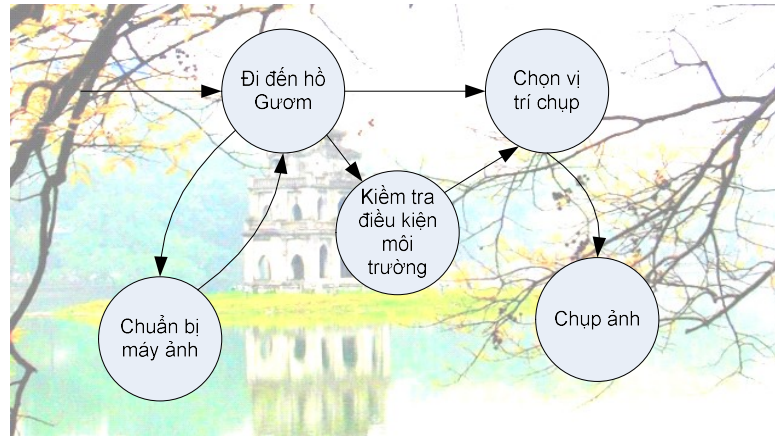 Đi đến hồ
Gươm
Chọn vị
trí chụp
Kiềm tra
điều kiện
môi
trường
Chuẩn bị
máy ảnh
Chụp ảnh